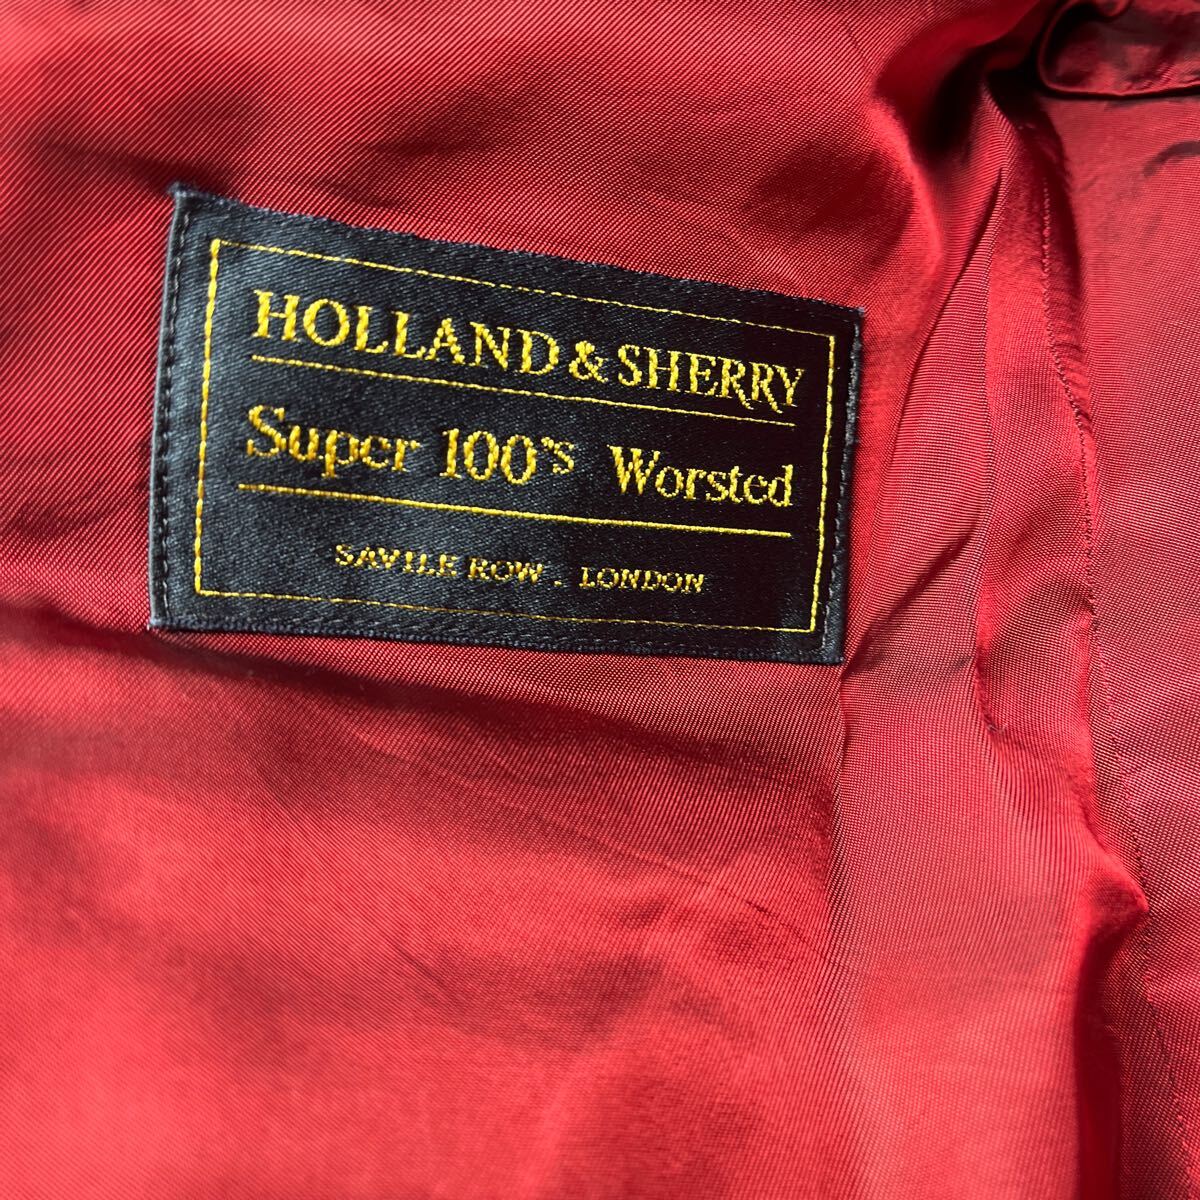 HOLLAND & SHERRY
Super 100's Worsted
SAVILE ROW . LONDON